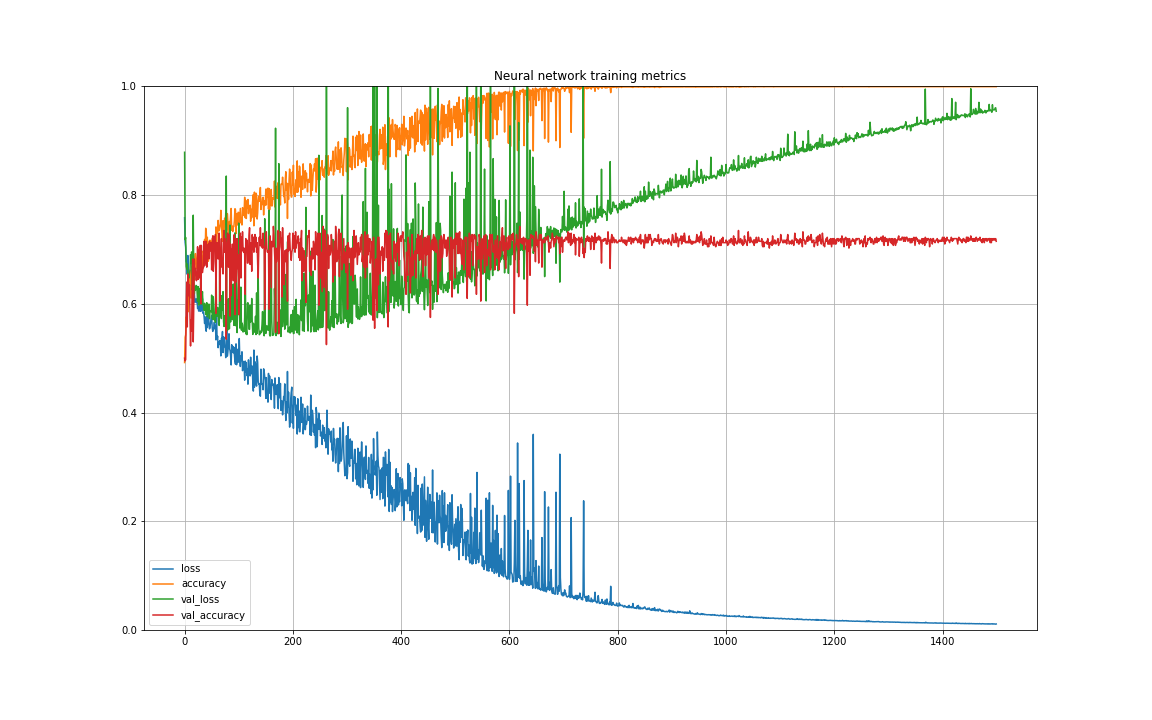 Neural network training metrics
1.0
0.8
0.6
0.4
0.2
0.0
loss
accuracy
val_loss
val_accuracy
0 200 400 600 800 1000 1200 1400